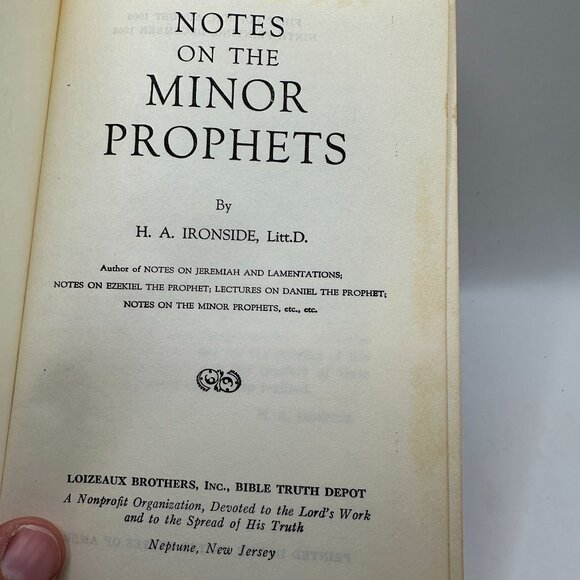 NOTES
ON THE
MINOR
PROPHETS
By
H. A. IRONSIDE, Litt.D.
Author of NOTES ON JEREMIAH AND LAMENTATIONS;
NOTES ON EZEKIEL THE PROPHET; LECTURES ON DANIEL THE PROPHET;
NOTES ON THE MINOR PROPHETS, etc., etc.
LOIZEAUX BROTHERS, Inc., BIBLE TRUTH DEPOT
A Nonprofit Organization, Devoted to the Lord's Work
and to the Spread of His Truth
Neptune, New Jersey